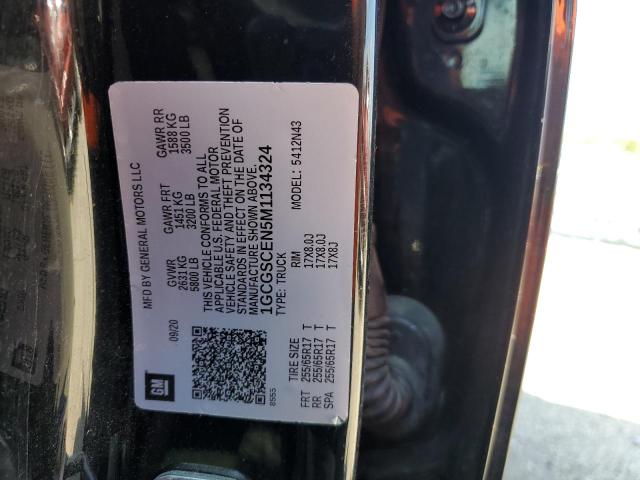 GM
MFD BY GENERAL MOTORS LLC
09/20
GVWR GAWR FRT GAWR RR
2631 KG 1451 KG 1588 KG
5800 LB 3200 LB 3500 LB
THIS VEHICLE CONFORMS TO ALL
APPLICABLE U.S. FEDERAL MOTOR
VEHICLE SAFETY AND THEFT PREVENTION
STANDARDS IN EFFECT ON THE DATE OF
MANUFACTURE SHOWN ABOVE.
1GCGSCEN5M1134324
TYPE: TRUCK MODEL: 5412N43
8555
TIRE SIZE RIM
FRT 255/65R17 T 17X8.0J
RR 255/65R17 T 17X8.0J
SPA 255/65R17 T 17X8J